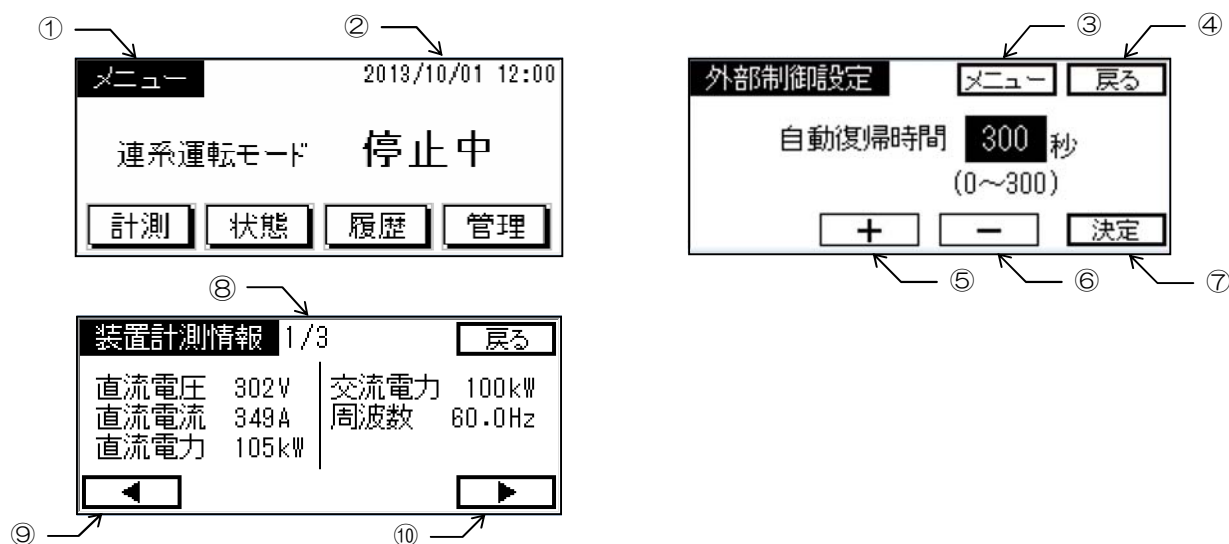 ① ②
メニュー 2013/10/01 12:00
連系運転モード 停止中
計測 状態 履歴 管理
③ ④
外部制御設定 メニュー 戻る
自動復帰時間 300 秒
(0～300)
＋ － 決定
⑤ ⑥ ⑦
⑧
装置計測情報 1/3 戻る
直流電圧 302V 交流電力 100kW
直流電流 349A 周波数 60.0Hz
直流電力 105kW
◀ ▶
⑨ ⑩